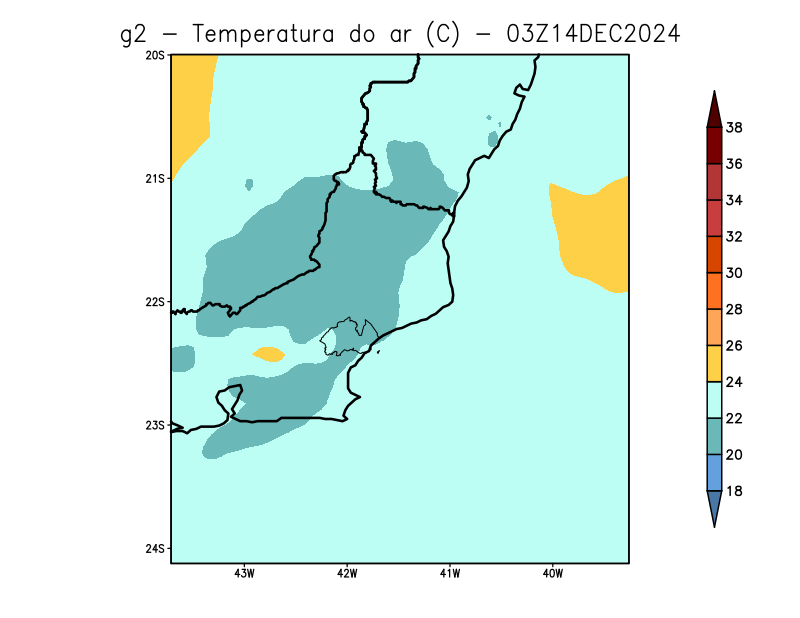 g2 – Temperatura do ar (C) – 03Z14DEC2024
20S
21S
22S
23S
24S
43W
42W
41W
40W
38
36
34
32
30
28
26
24
22
20
18